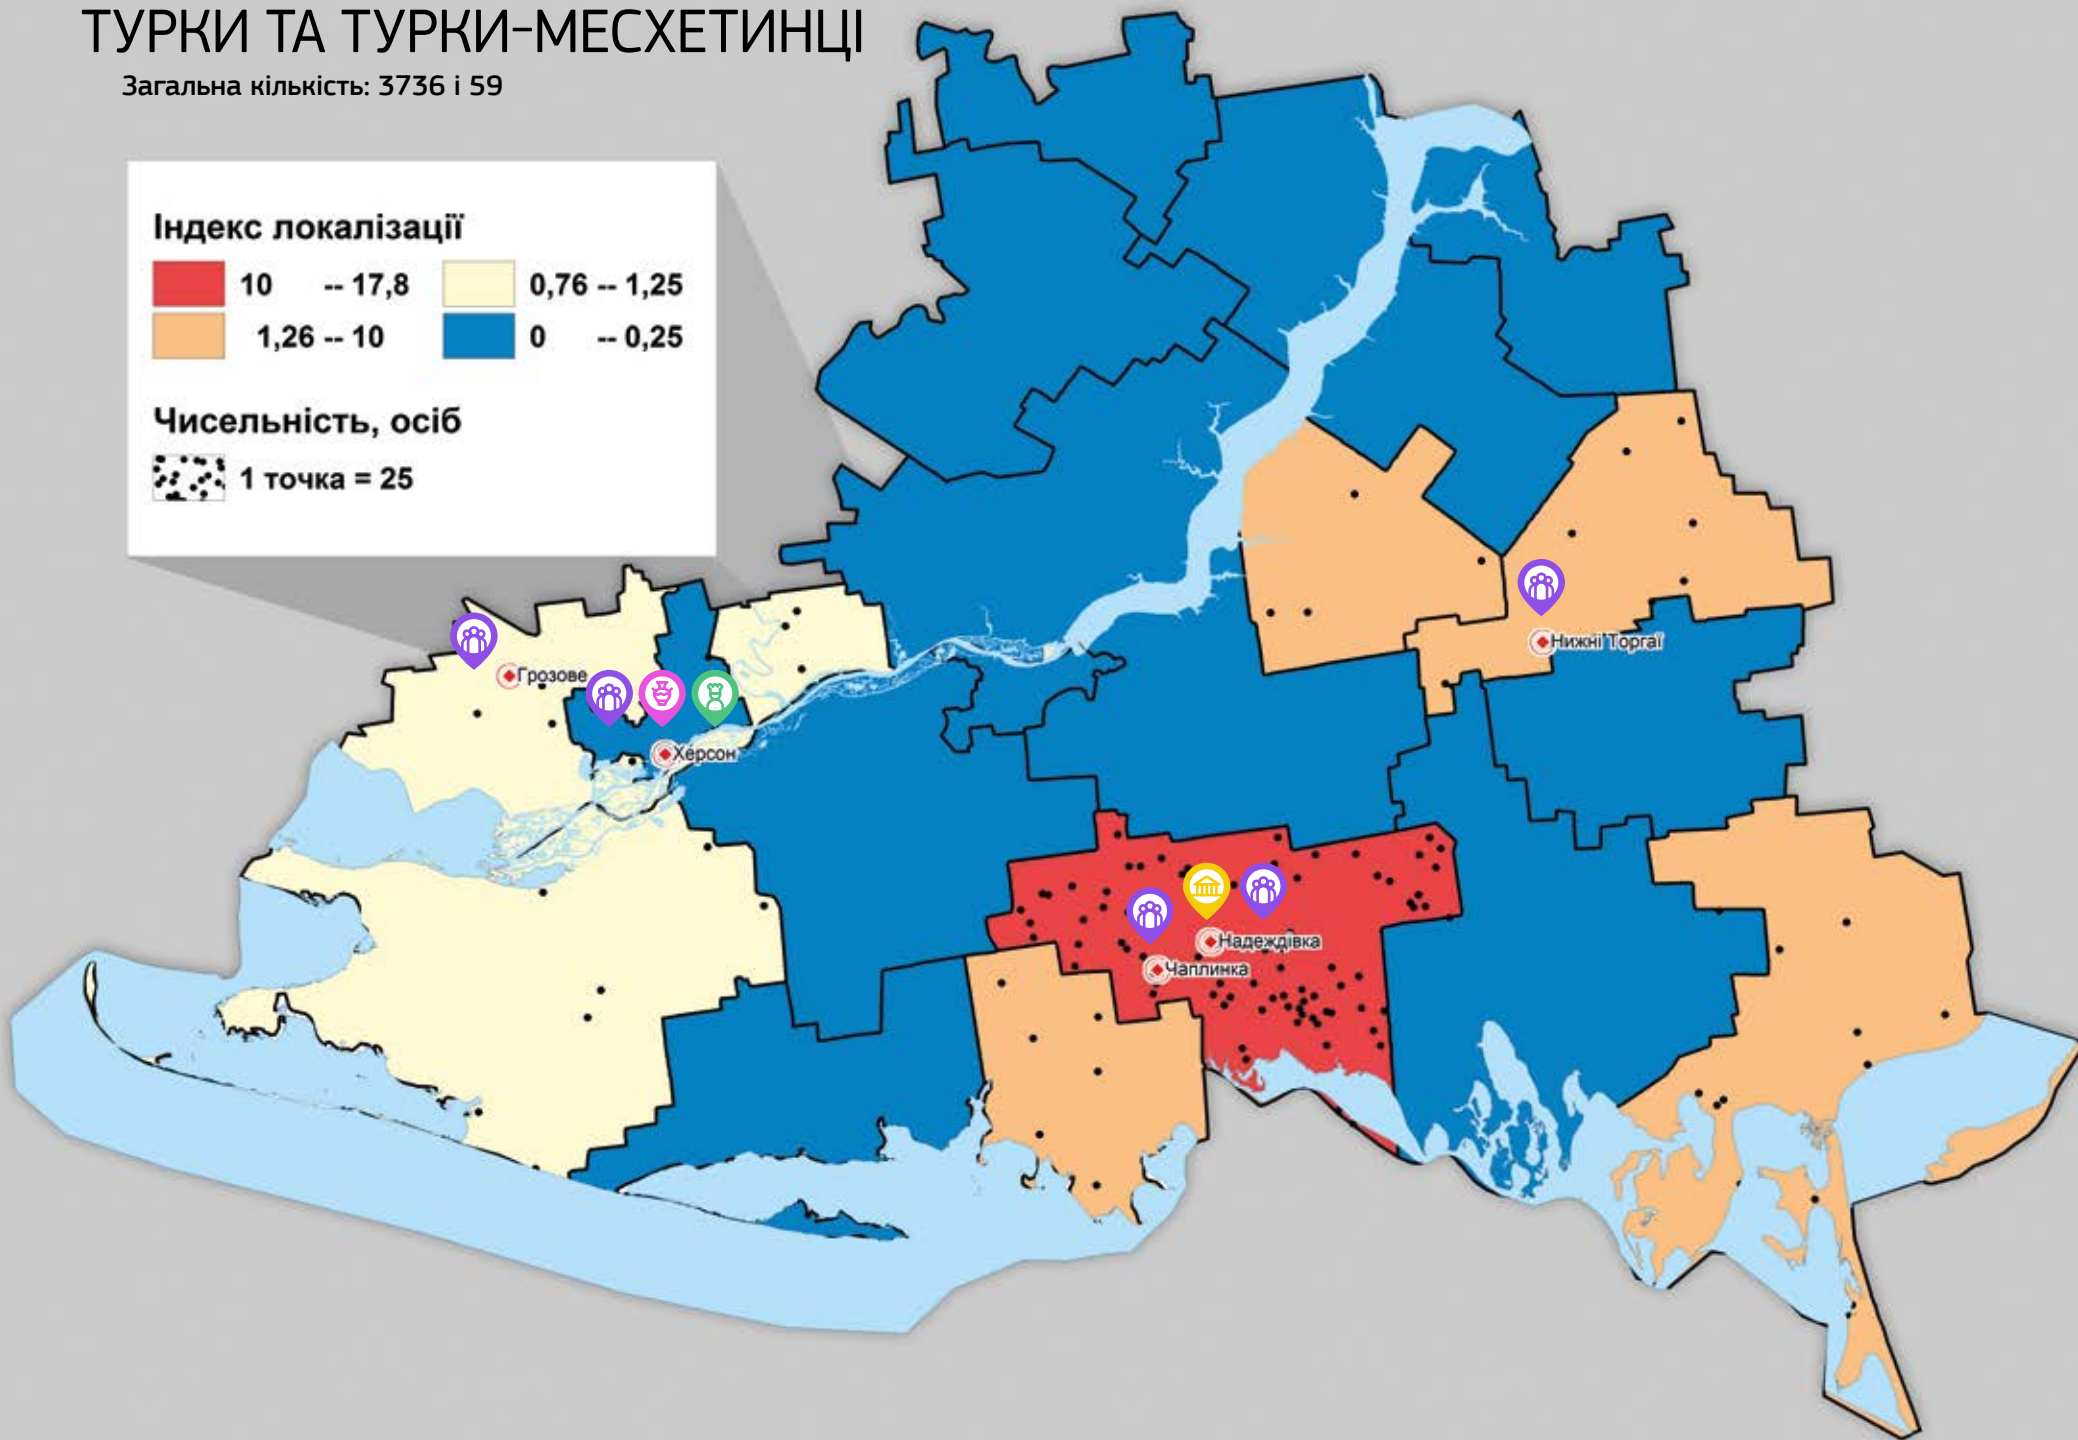 ТУРКИ ТА ТУРКИ-МЕСХЕТИНЦІ
Загальна кількість: 3736 і 59
Індекс локалізації
10 -- 17,8
0,76 -- 1,25
1,26 -- 10
0 -- 0,25
Чисельність, осіб
1 точка = 25
Нижні Торгаї
Грозове
Херсон
Надеждівка
Чаплинка